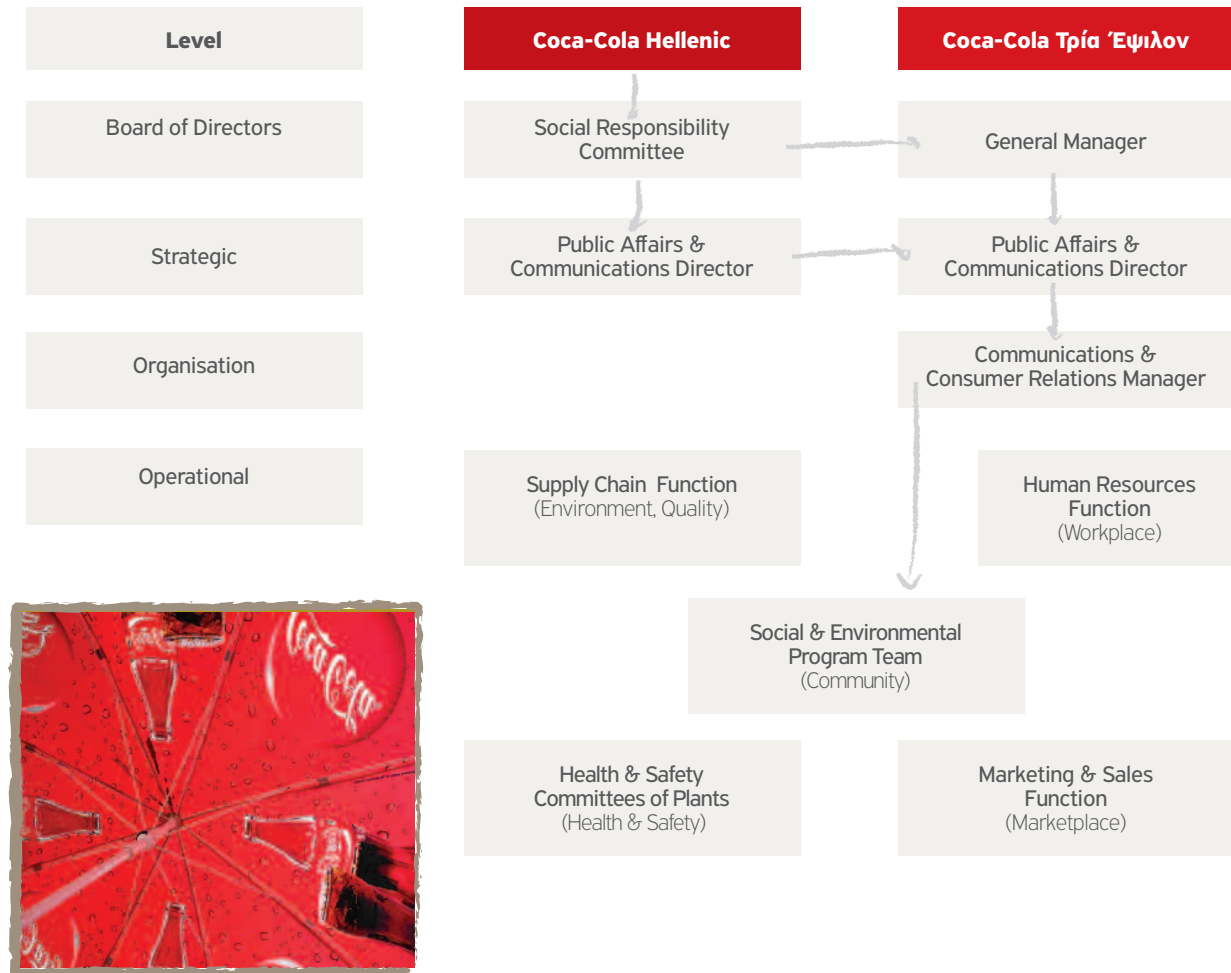 Level
Coca-Cola Hellenic
Coca-Cola Τρία Έψιλον
Board of Directors
Social Responsibility
Committee
General Manager
Strategic
Public Affairs &
Communications Director
Public Affairs &
Communications Director
Organisation
Communications &
Consumer Relations Manager
Operational
Supply Chain Function
(Environment, Quality)
Human Resources
Function
(Workplace)
Social & Environmental
Program Team
(Community)
Health & Safety
Committees of Plants
(Health & Safety)
Marketing & Sales
Function
(Marketplace)
Coca-Cola